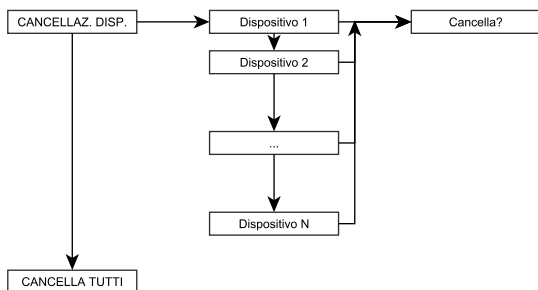 CANCELLAZ. DISP.
Dispositivo 1
Cancella?
Dispositivo 2
...
Dispositivo N
CANCELLA TUTTI